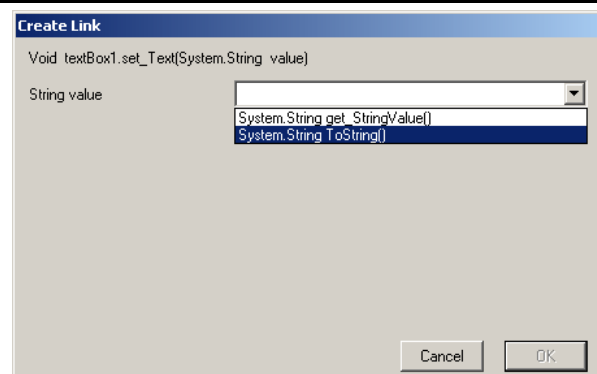 Create Link
Void textBox1.set_Text(System.String value)
String value
System.String get_StringValue()
System.String ToString()
Cancel
OK